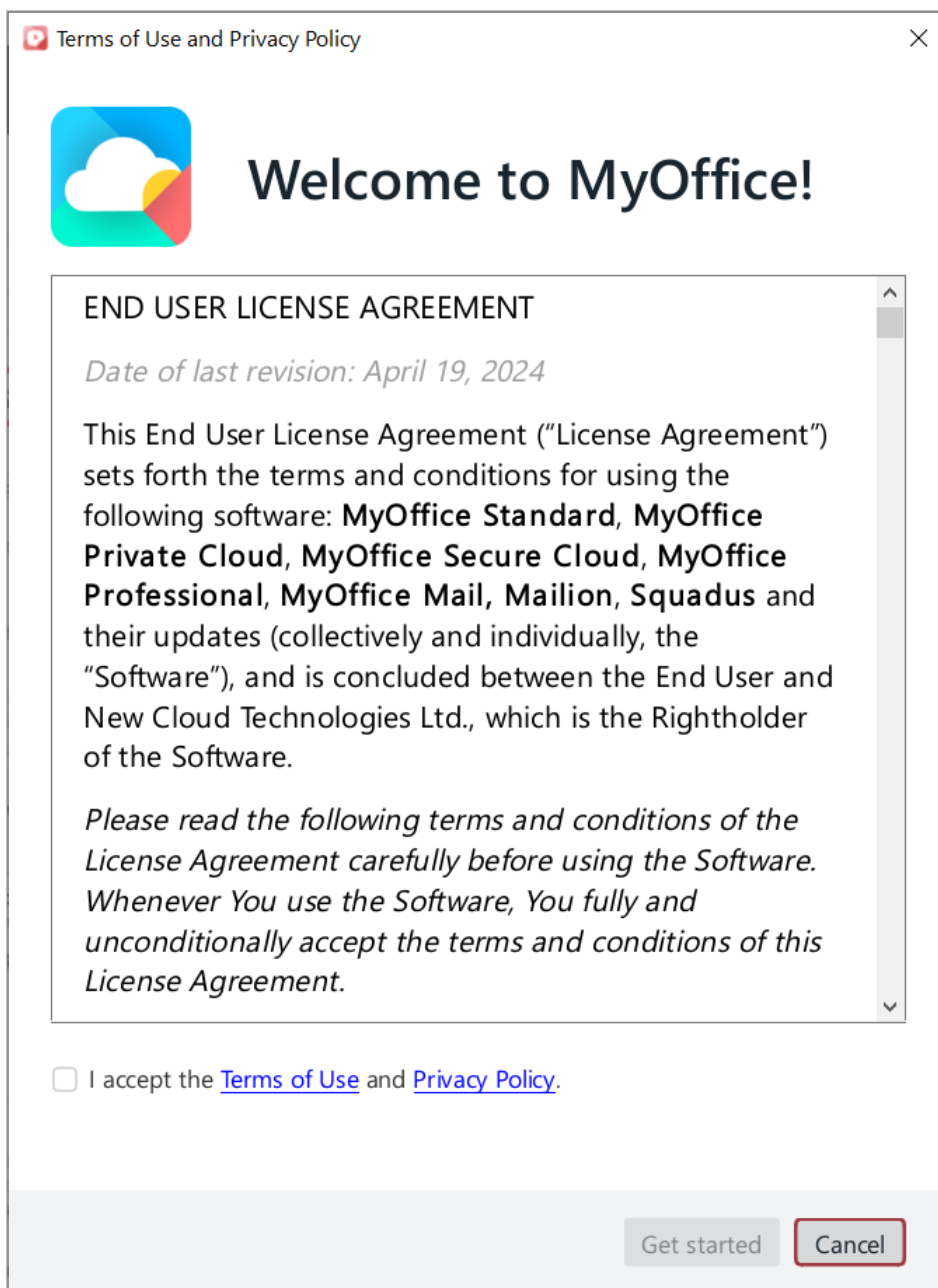 Terms of Use and Privacy Policy
Welcome to MyOffice!
END USER LICENSE AGREEMENT
Date of last revision: April 19, 2024
This End User License Agreement (“License Agreement”)
sets forth the terms and conditions for using the
following software: MyOffice Standard, MyOffice
Private Cloud, MyOffice Secure Cloud, MyOffice
Professional, MyOffice Mail, Mailion, Squadus and
their updates (collectively and individually, the
“Software”), and is concluded between the End User and
New Cloud Technologies Ltd., which is the Rightholder
of the Software.
Please read the following terms and conditions of the
License Agreement carefully before using the Software.
Whenever You use the Software, You fully and
unconditionally accept the terms and conditions of this
License Agreement.
I accept the Terms of Use and Privacy Policy.
Get started
Cancel